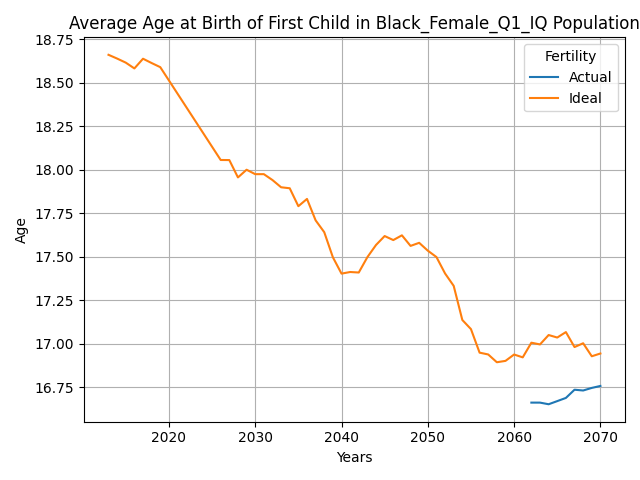 Average Age at Birth of First Child in Black_Female_Q1_IQ Population
18.75
18.50
18.25
18.00
17.75
17.50
17.25
17.00
16.75
Age
Fertility
Actual
Ideal
2020 2030 2040 2050 2060 2070
Years